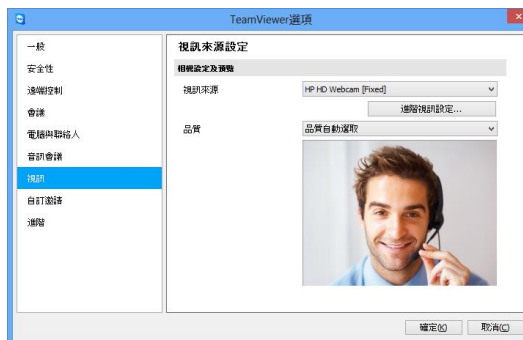 TeamViewer選項
一般
安全性
遠端控制
會議
電腦與聯絡人
音訊會議
視訊
自訂邀請
進階
視訊來源設定
相機設定及預覽
視訊來源
HP HD Webcam [Fixed]
進階視訊設定...
品質
品質自動選取
確定(K)
取消(C)